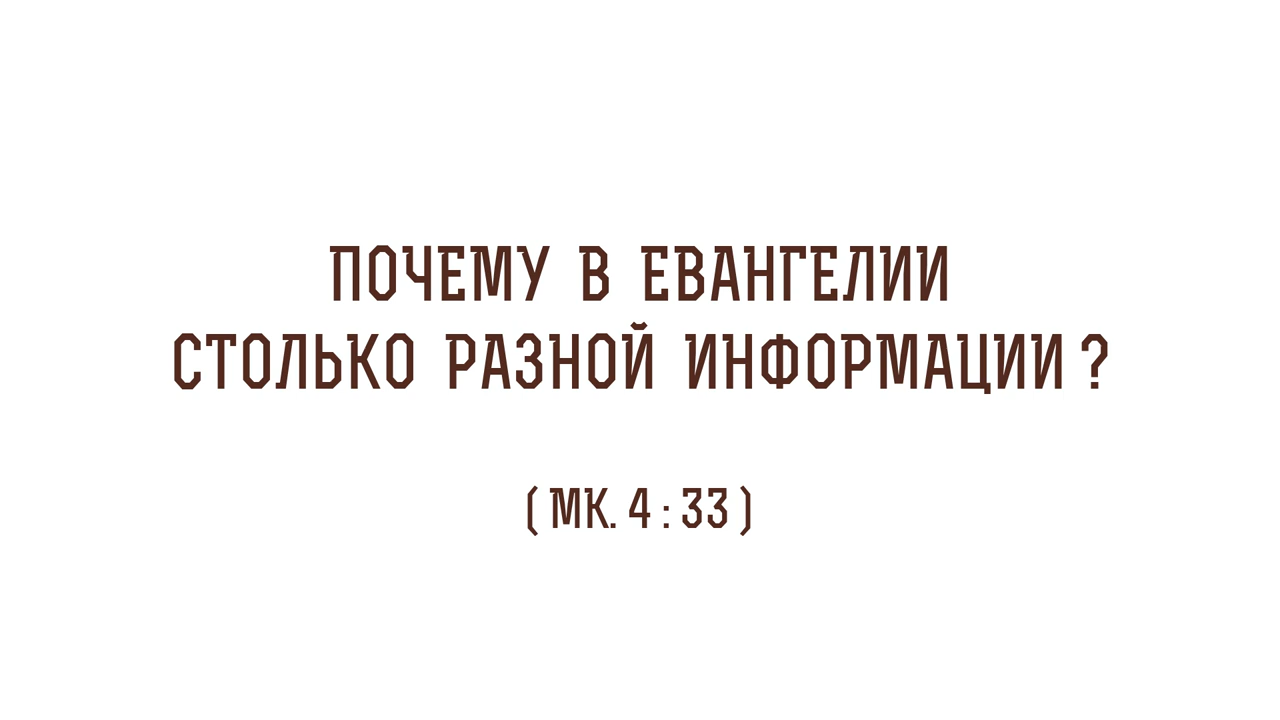 ПОЧЕМУ В ЕВАНГЕЛИИ
СТОЛЬКО РАЗНОЙ ИНФОРМАЦИИ?
(МК. 4:33)